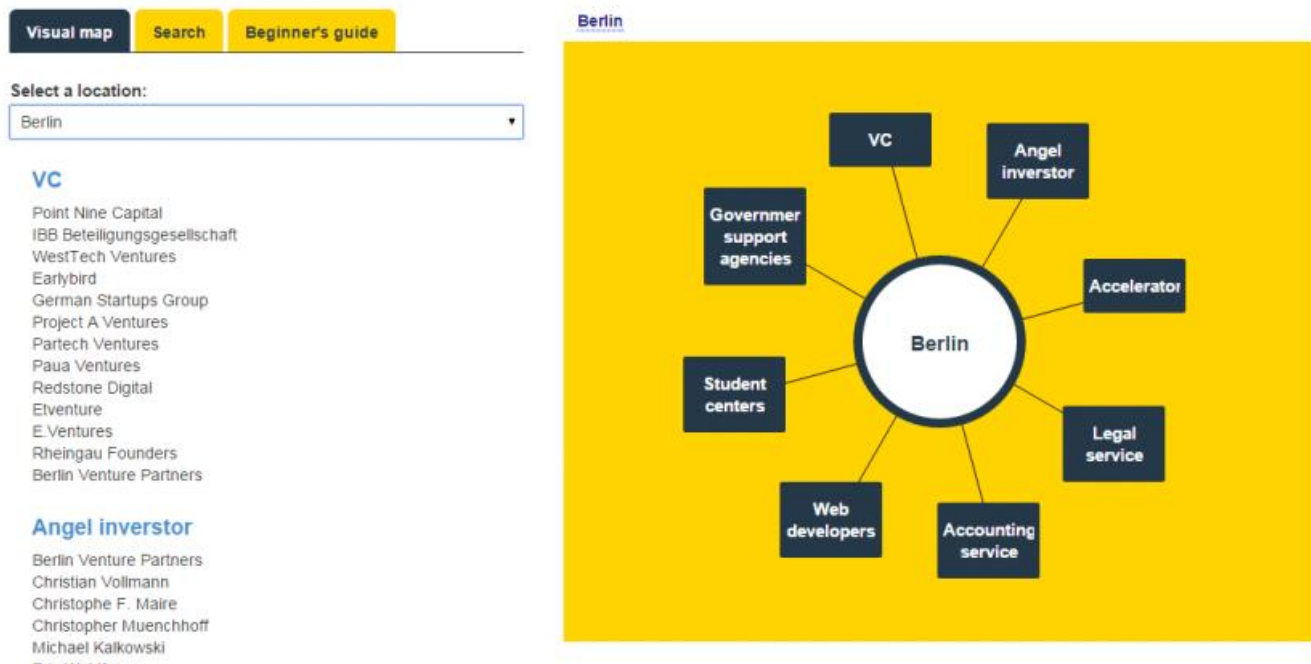 Visual map
Search
Beginner's guide
Select a location:
Berlin
VC
Point Nine Capital
IBB Beteiligungsgesellschaft
WestTech Ventures
Earlybird
German Startups Group
Project A Ventures
Partech Ventures
Paua Ventures
Redstone Digital
Etventure
E.Ventures
Rheingau Founders
Berlin Venture Partners
Angel inverstor
Berlin Venture Partners
Christian Vollmann
Christophe F. Maire
Christopher Muenchhoff
Michael Kalkowski
Berlin
VC
Angel
inverstor
Governmer
support
agencies
Accelerator
Berlin
Student
centers
Legal
service
Web
developers
Accounting
service